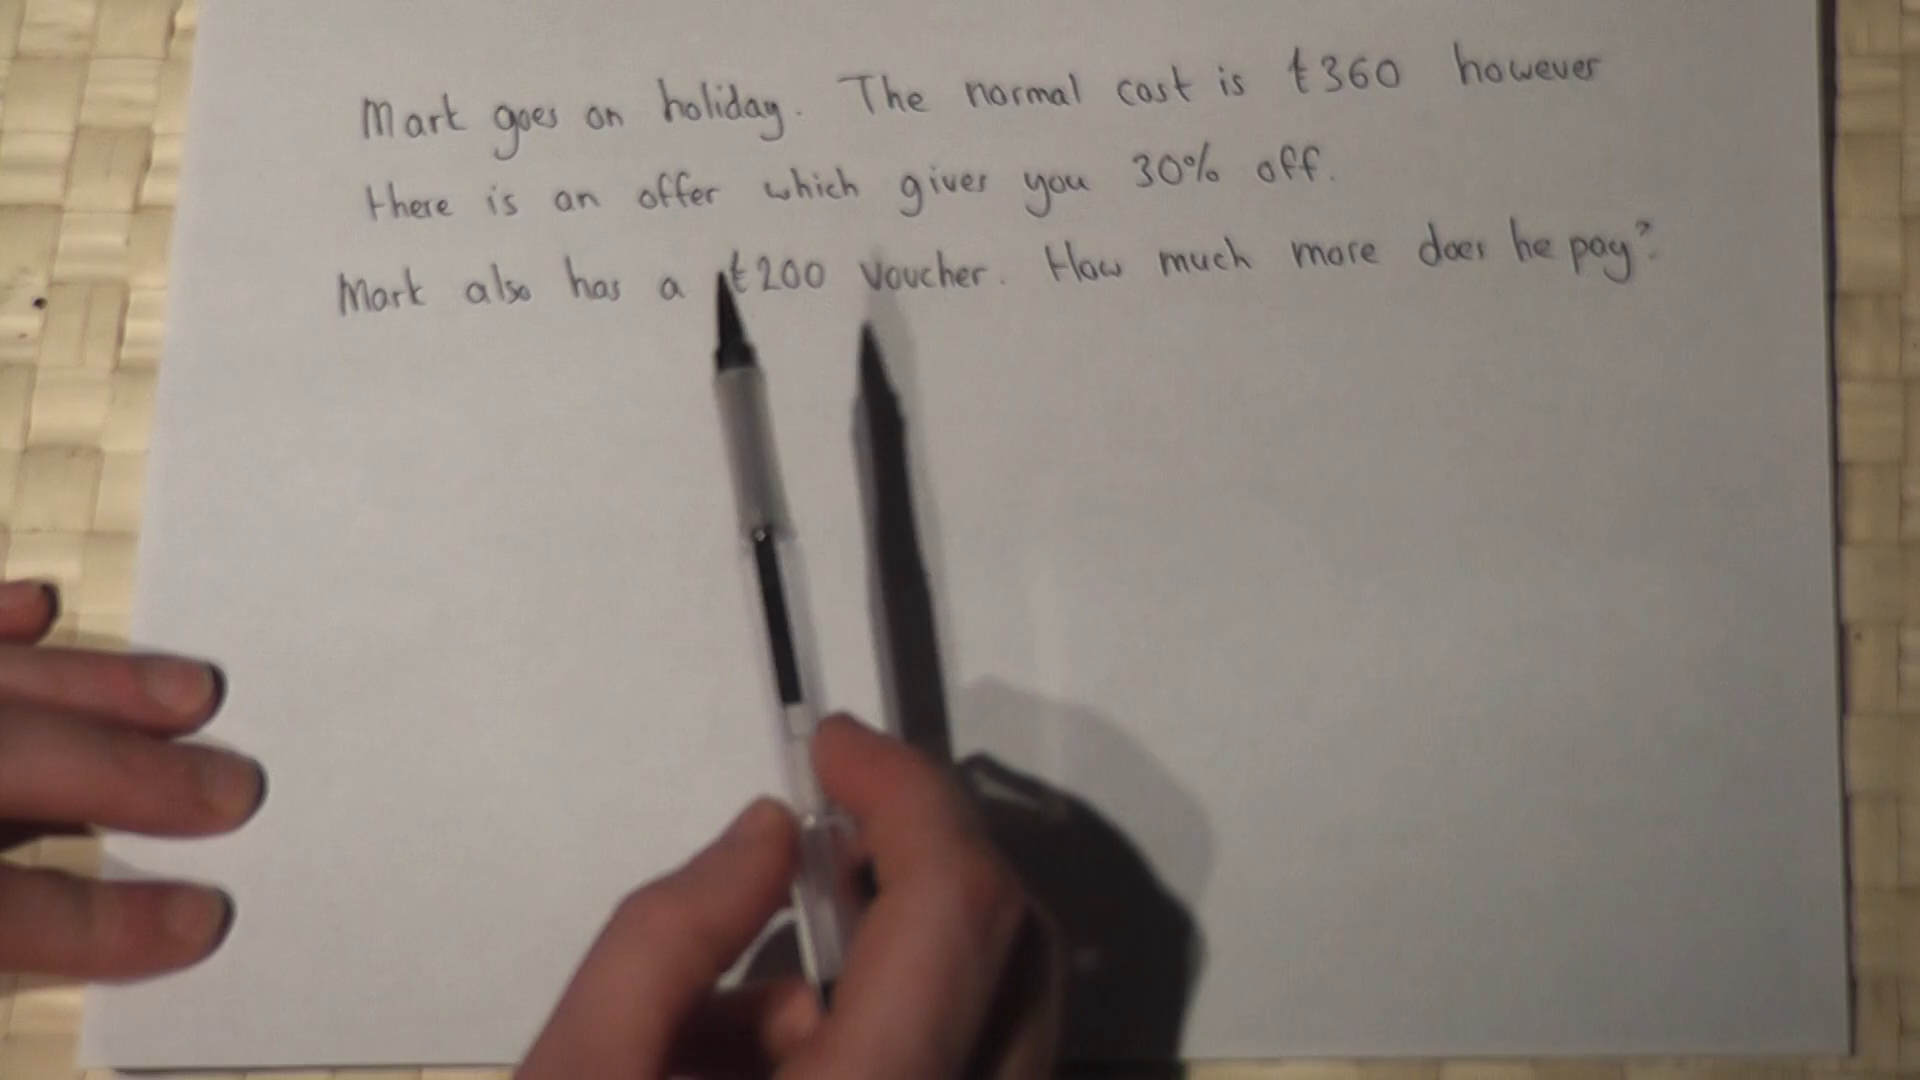 Mark goes on holiday. The normal cost is £360 however
there is an offer which gives you 30% off.
Mark also has a £200 voucher. How much more does he pay?